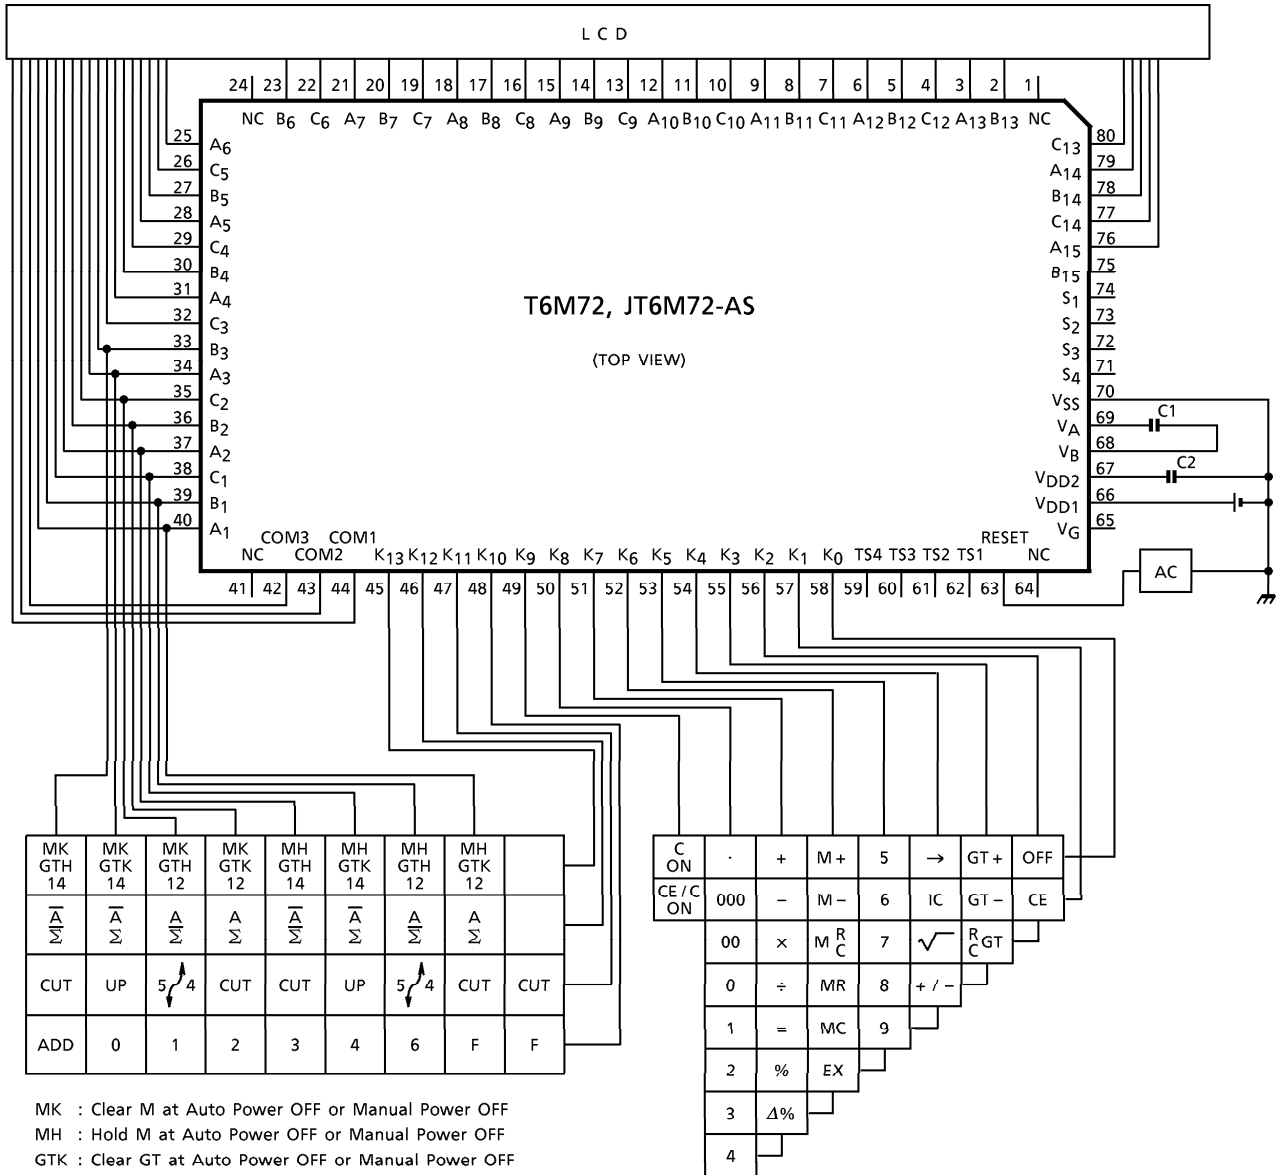 LCD
24 23 22 21 20 19 18 17 16 15 14 13 12 11 10 9 8 7 6 5 4 3 2 1
NC B6 C6 A7 B7 C7 A8 B8 C8 A9 B9 C9 A10 B10 C10 A11 B11 C11 A12 B12 C12 A13 B13 NC
25 A6 C13 80
26 C5 A14 79
27 B5 B14 78
28 A5 C14 77
29 C4 A15 76
30 B4 B15 75
31 A4 S1 74
32 C3 S2 73
33 B3 S3 72
34 A3 S4 71
35 C2 VSS 70
36 B2 VA 69 C1
37 A2 VB 68
38 C1 VDD2 67 C2
39 B1 VDD1 66
40 A1 VG 65
T6M72, JT6M72-AS
(TOP VIEW)
NC COM3 COM2 COM1 K13 K12 K11 K10 K9 K8 K7 K6 K5 K4 K3 K2 K1 K0 TS4 TS3 TS2 TS1 RESET NC
41 42 43 44 45 46 47 48 49 50 51 52 53 54 55 56 57 58 59 60 61 62 63 64
AC
MK MK MK MK MH MH MH MH
GTH GTK GTH GTK GTH GTK GTH GTK
14 14 12 12 14 14 12 12
A̅ A̅ A A A̅ A̅ A A
Σ̅ Σ Σ̅ Σ Σ̅ Σ Σ̅ Σ
CUT UP 5 4 CUT CUT UP 5 4 CUT CUT
ADD 0 1 2 3 4 6 F F
C ON · + M+ 5 → GT+ OFF
CE/C ON 000 − M− 6 IC GT− CE
00 × M R C 7 √ R C GT
0 ÷ MR 8 +/−
1 = MC 9
2 % EX
3 Δ%
4
MK : Clear M at Auto Power OFF or Manual Power OFF
MH : Hold M at Auto Power OFF or Manual Power OFF
GTK : Clear GT at Auto Power OFF or Manual Power OFF